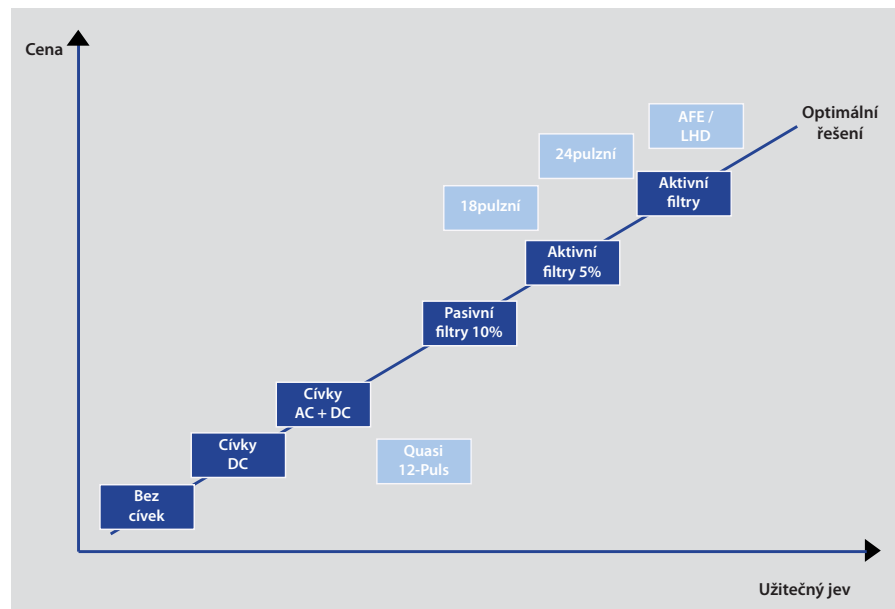 Cena
AFE /
LHD
Optimální
řešení
24pulzní
Aktivní
filtry
18pulzní
Aktivní
filtry 5%
Pasivní
filtry 10%
Cívky
AC + DC
Cívky
DC
Quasi
12-Puls
Bez
cívek
Užitečný jev